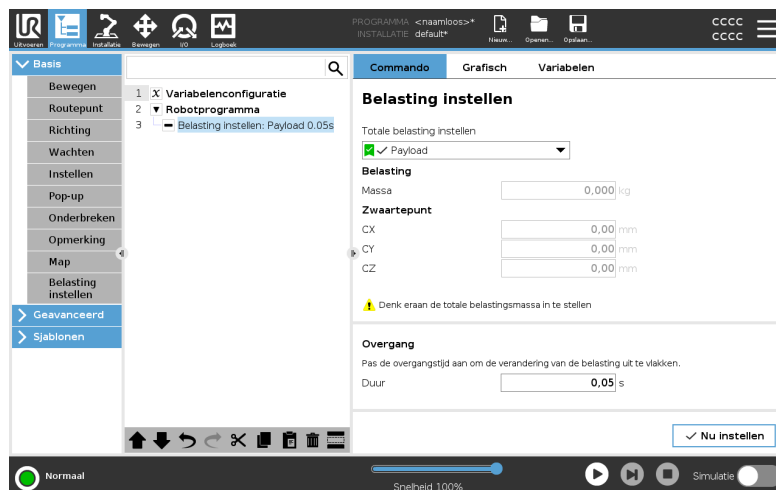 UR
PROGRAMMA <naamloos>*
INSTALLATIE default*
Uitvoeren Programma Installatie Bewegen I/O Logboek
Nieuw... Openen... Opslaan...
CCCC
CCCC
Basis
Bewegen
Routepunt
Richting
Wachten
Instellen
Pop-up
Onderbreken
Opmerking
Map
Belasting
instellen
Geavanceerd
Sjablonen
1 X Variabelenconfiguratie
2 Robotprogramma
3 Belasting instellen: Payload 0.05s
Commando Grafisch Variabelen
Belasting instellen
Totale belasting instellen
Payload
Belasting
Massa 0,000 kg
Zwaartepunt
CX 0,00 mm
CY 0,00 mm
CZ 0,00 mm
Denk eraan de totale belastingsmassa in te stellen
Overgang
Pas de overgangstijd aan om de verandering van de belasting uit te vlakken.
Duur 0,05 s
Nu instellen
Normaal
Snelheid 100%
Simulatie